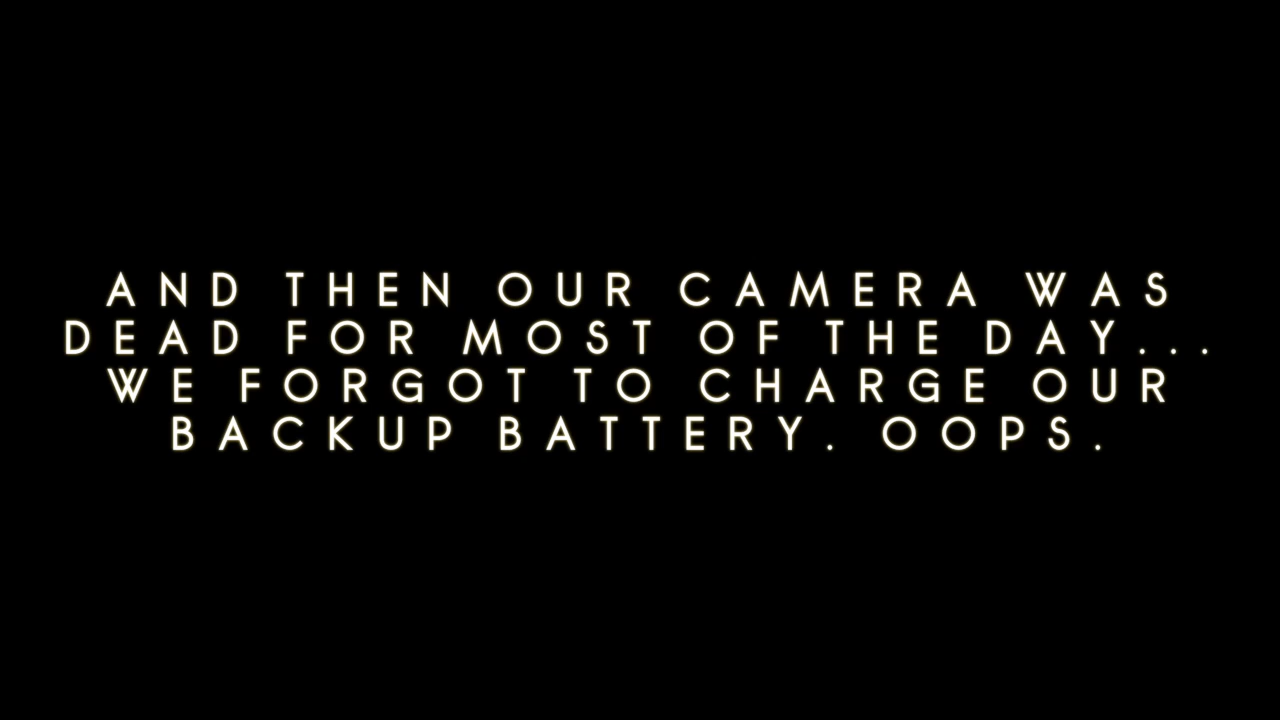 AND THEN OUR CAMERA WAS
DEAD FOR MOST OF THE DAY...
WE FORGOT TO CHARGE OUR
BACKUP BATTERY. OOPS.